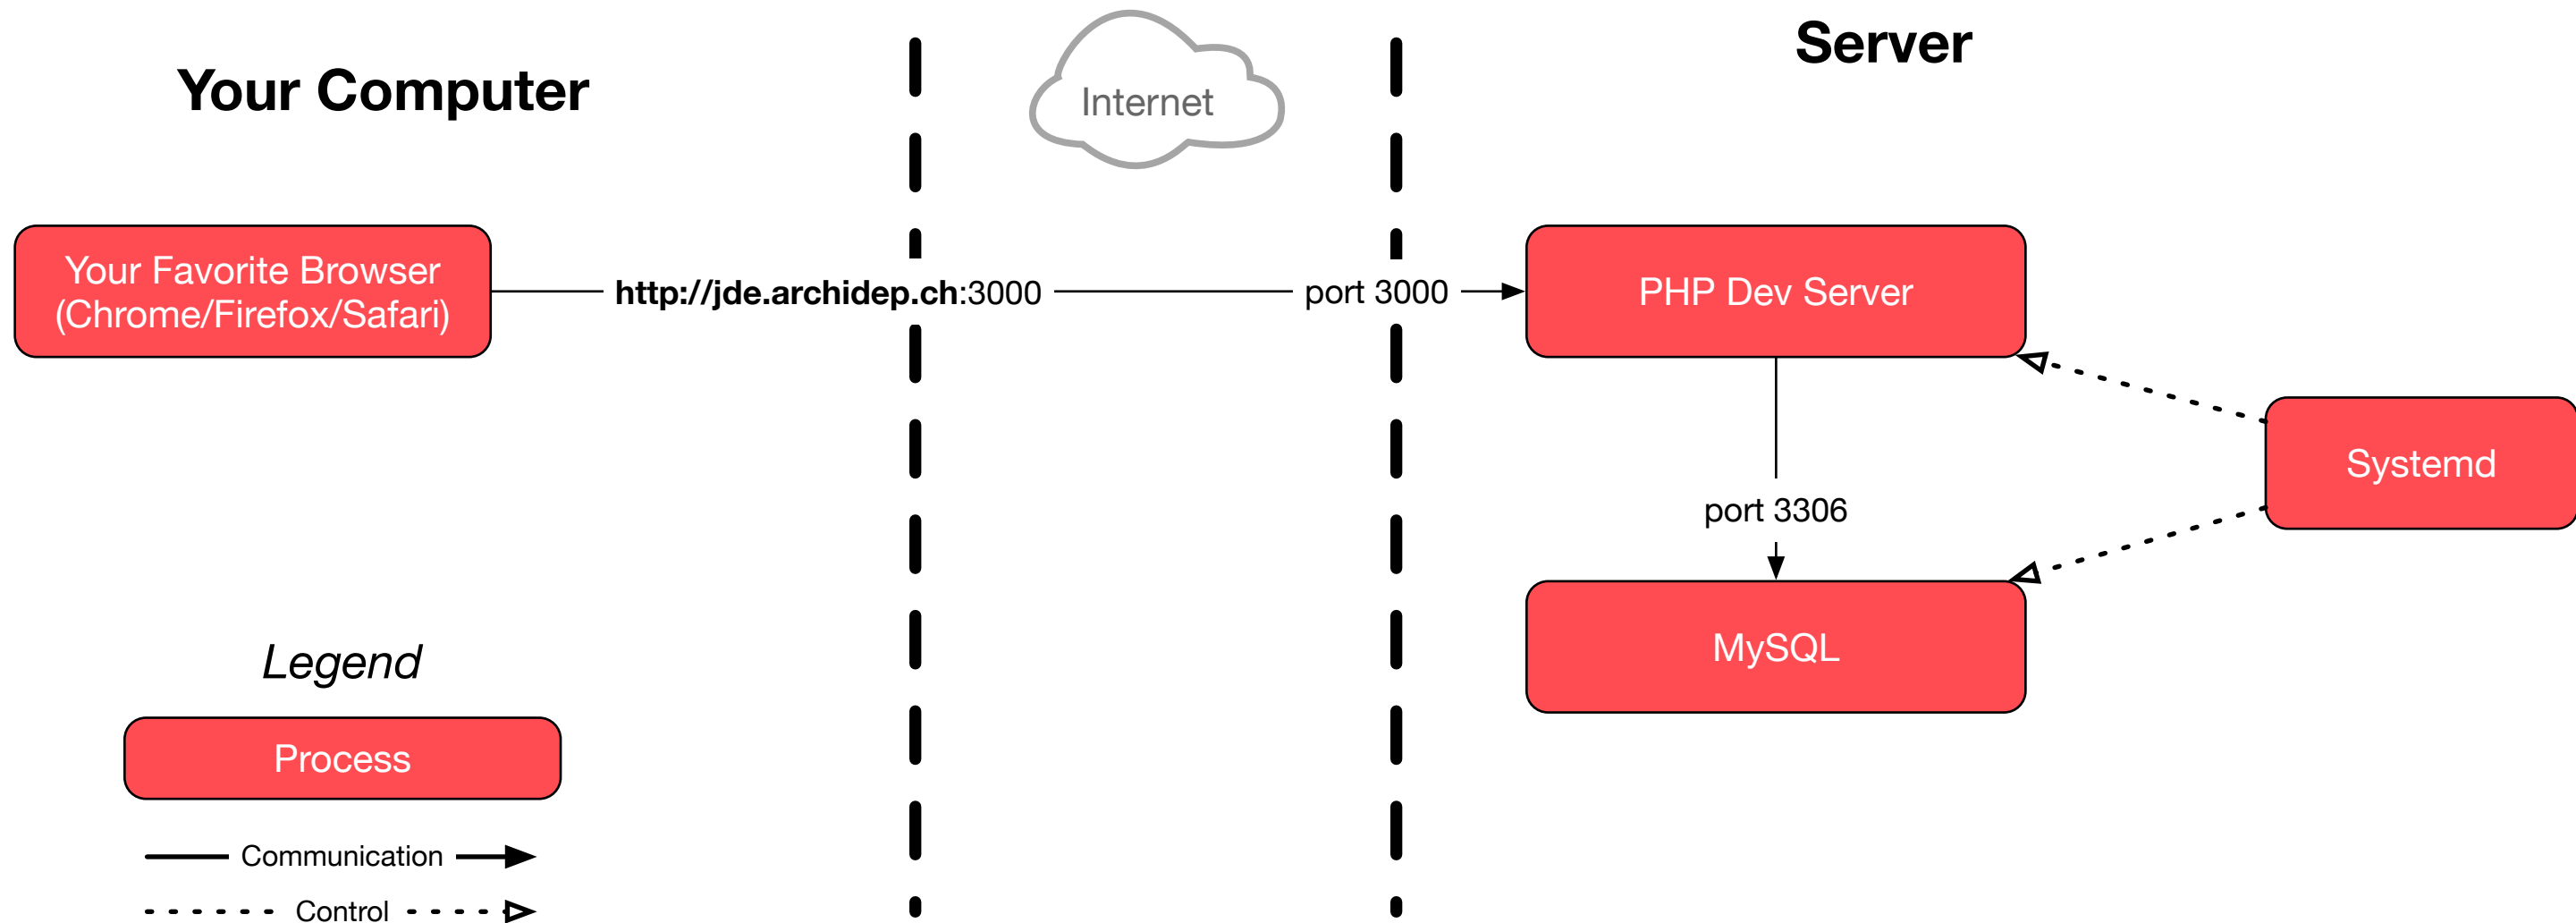 Your Computer
Internet
Server
Your Favorite Browser
(Chrome/Firefox/Safari)
http://jde.archidep.ch:3000
port 3000
PHP Dev Server
Systemd
port 3306
MySQL
Legend
Process
Communication
Control